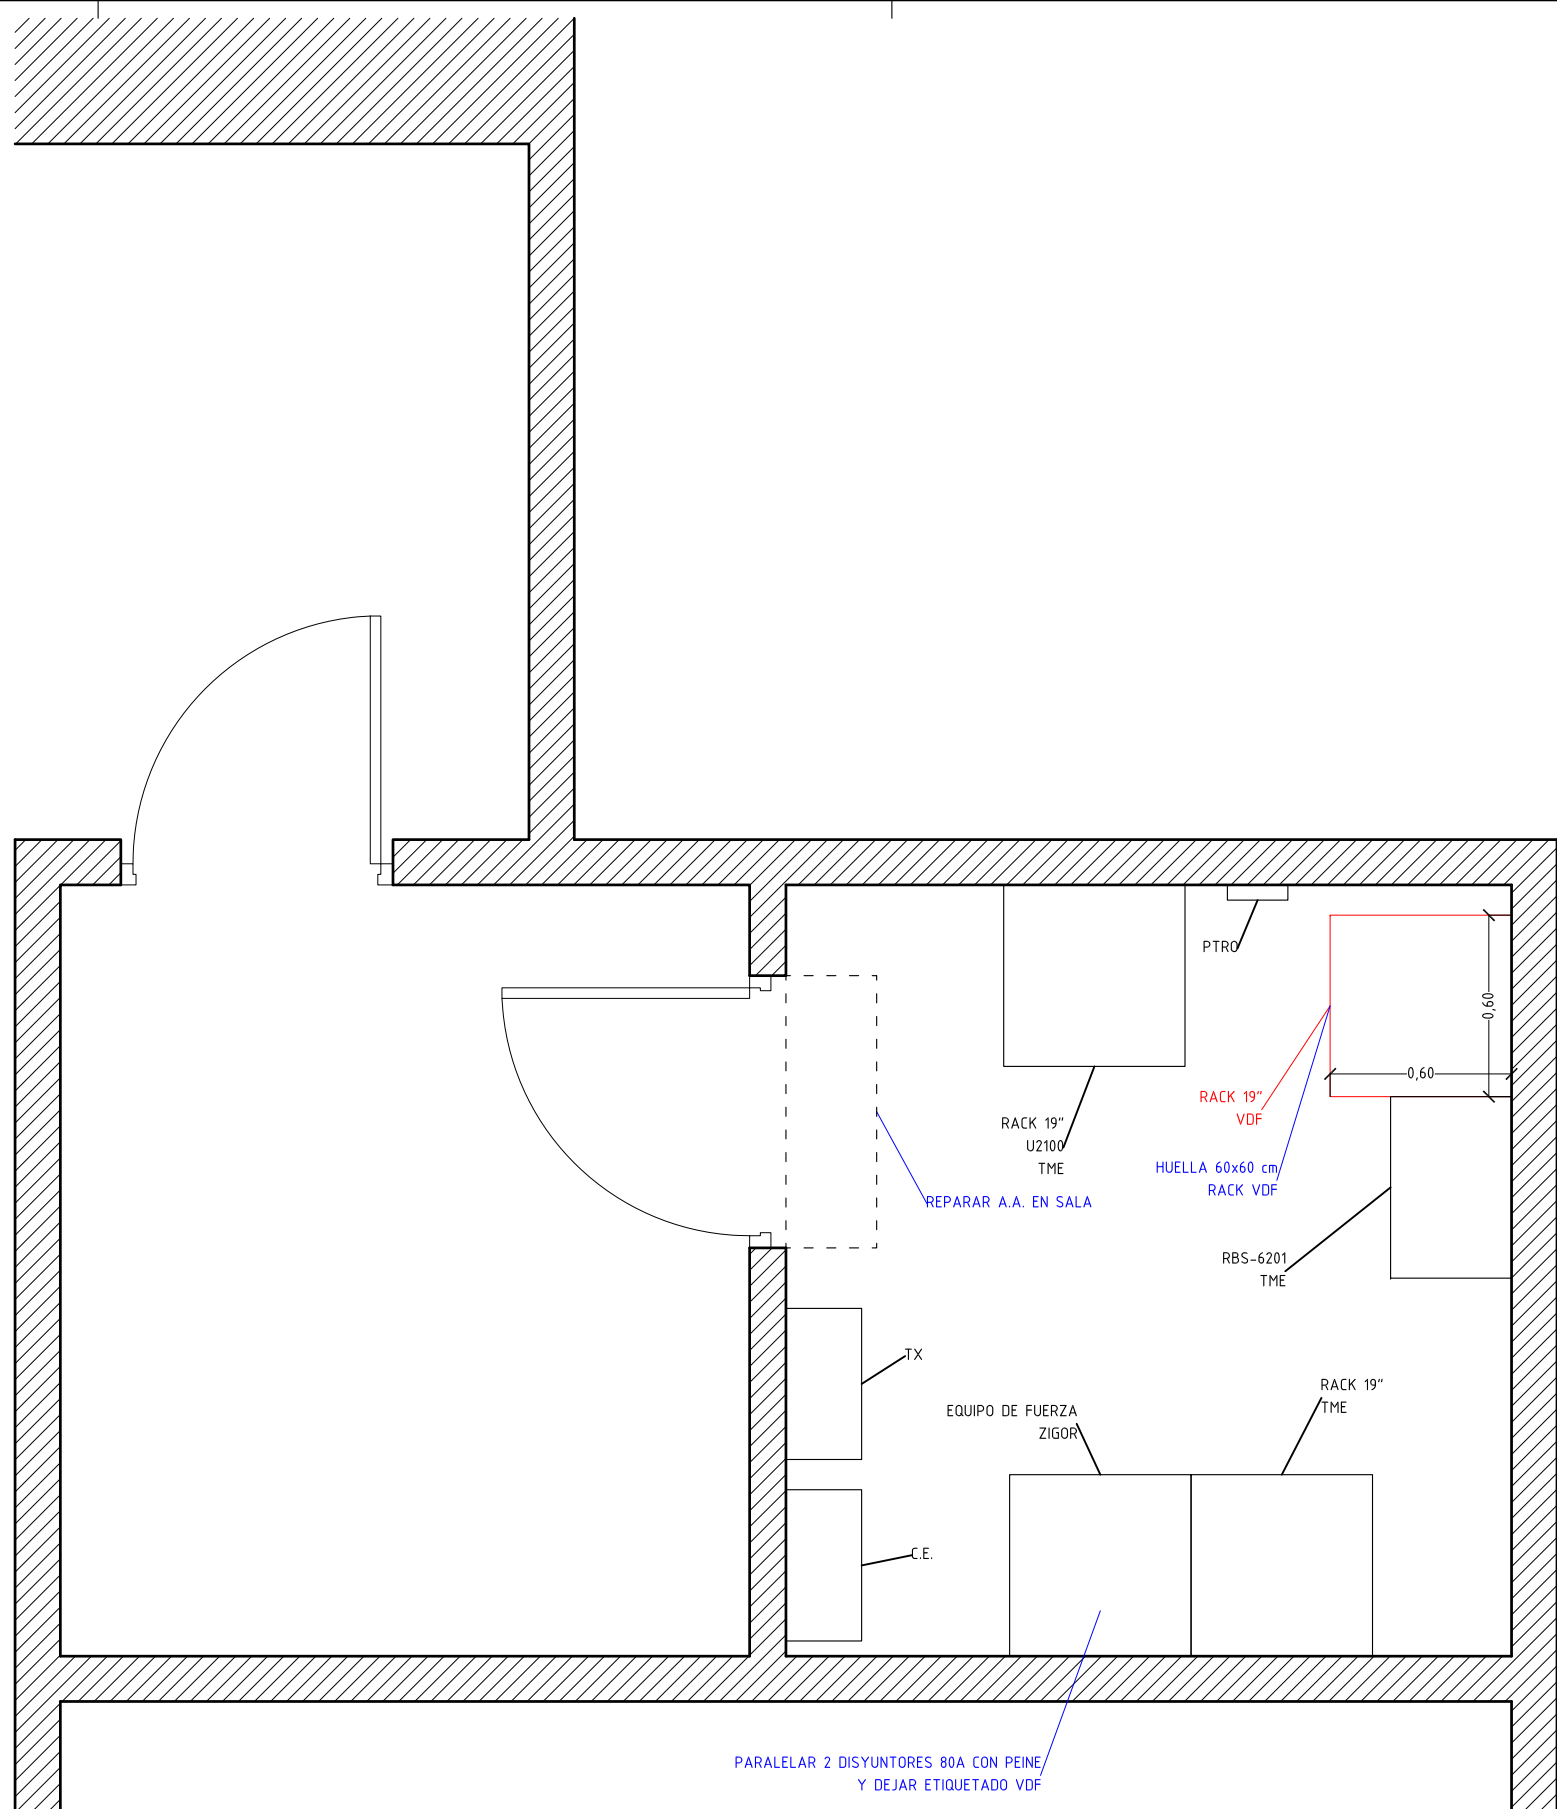 PTRO
0,60
0,60
RACK 19"
VDF
RACK 19"
U2100
TME
HUELLA 60x60 cm
RACK VDF
REPARAR A.A. EN SALA
RBS-6201
TME
TX
RACK 19"
TME
EQUIPO DE FUERZA
ZIGOR
C.E.
PARALELAR 2 DISYUNTORES 80A CON PEINE
Y DEJAR ETIQUETADO VDF